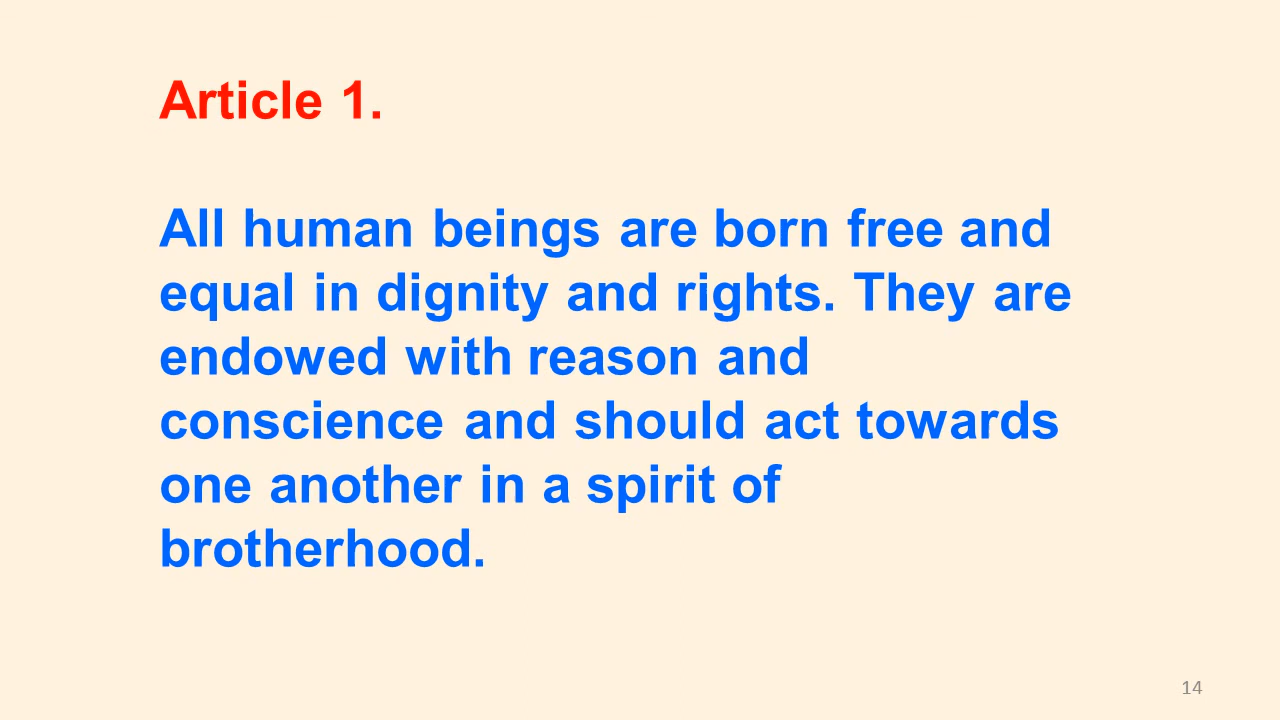 Article 1.
All human beings are born free and
equal in dignity and rights. They are
endowed with reason and
conscience and should act towards
one another in a spirit of
brotherhood.
14